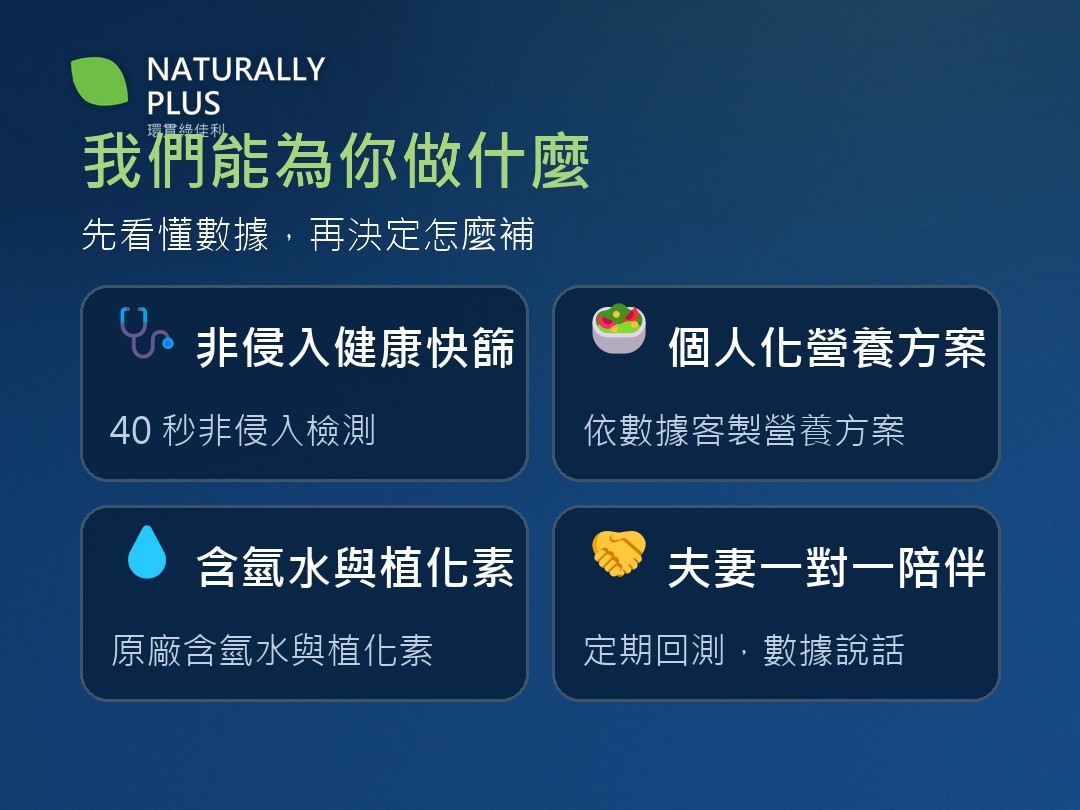 NATURALLY
PLUS
環貫綠佳利
我們能為你做什麼
先看懂數據，再決定怎麼補
非侵入健康快篩
40 秒非侵入檢測
個人化營養方案
依數據客製營養方案
含氫水與植化素
原廠含氫水與植化素
夫妻一對一陪伴
定期回測，數據說話